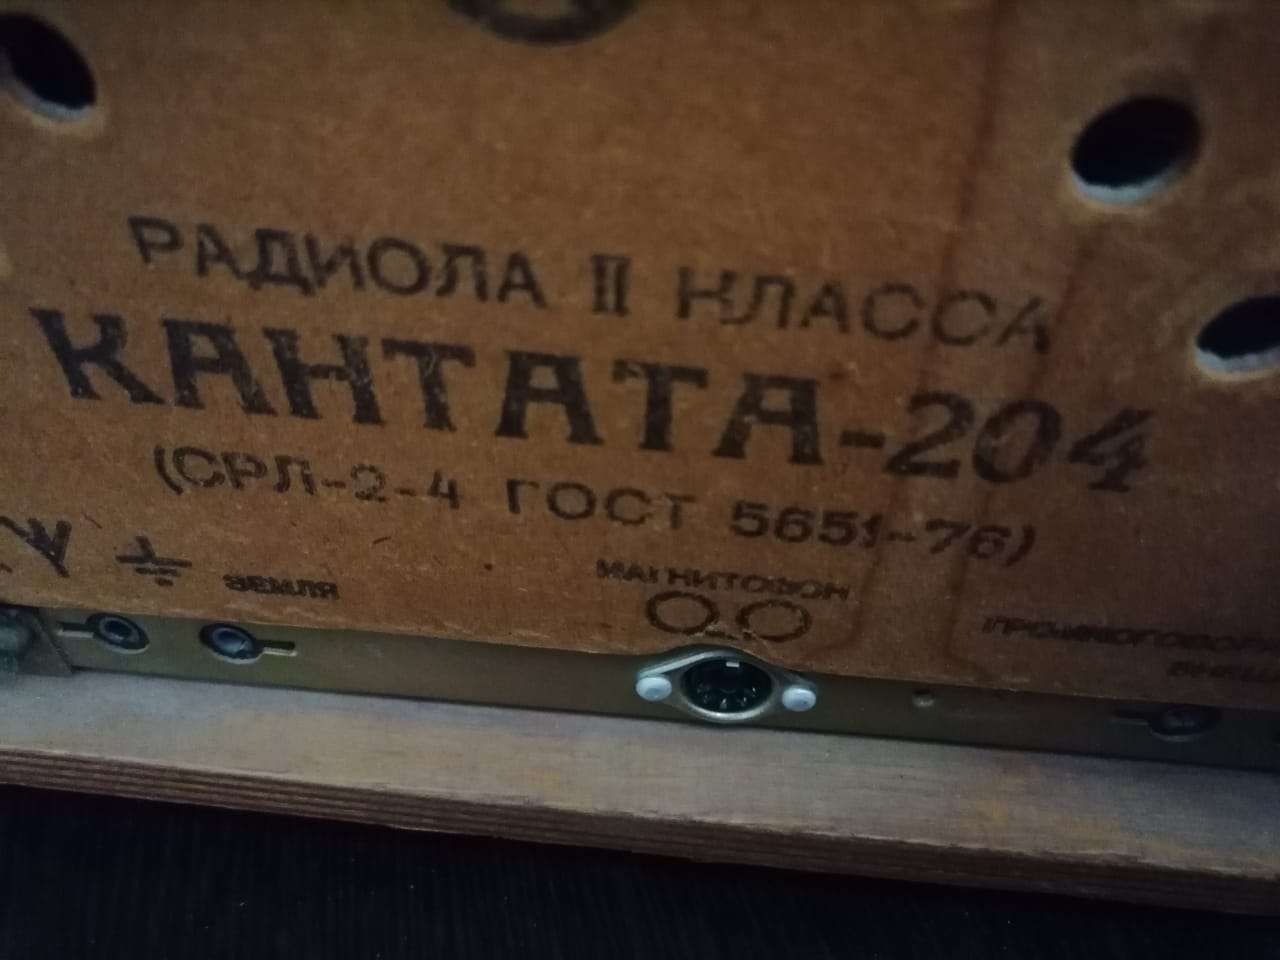 РАДИОЛА II КЛАССА
КАНТАТА-204
(СРЛ-2-4 ГОСТ 5651-76)
ЗЕМЛЯ
МАГНИТОФОН